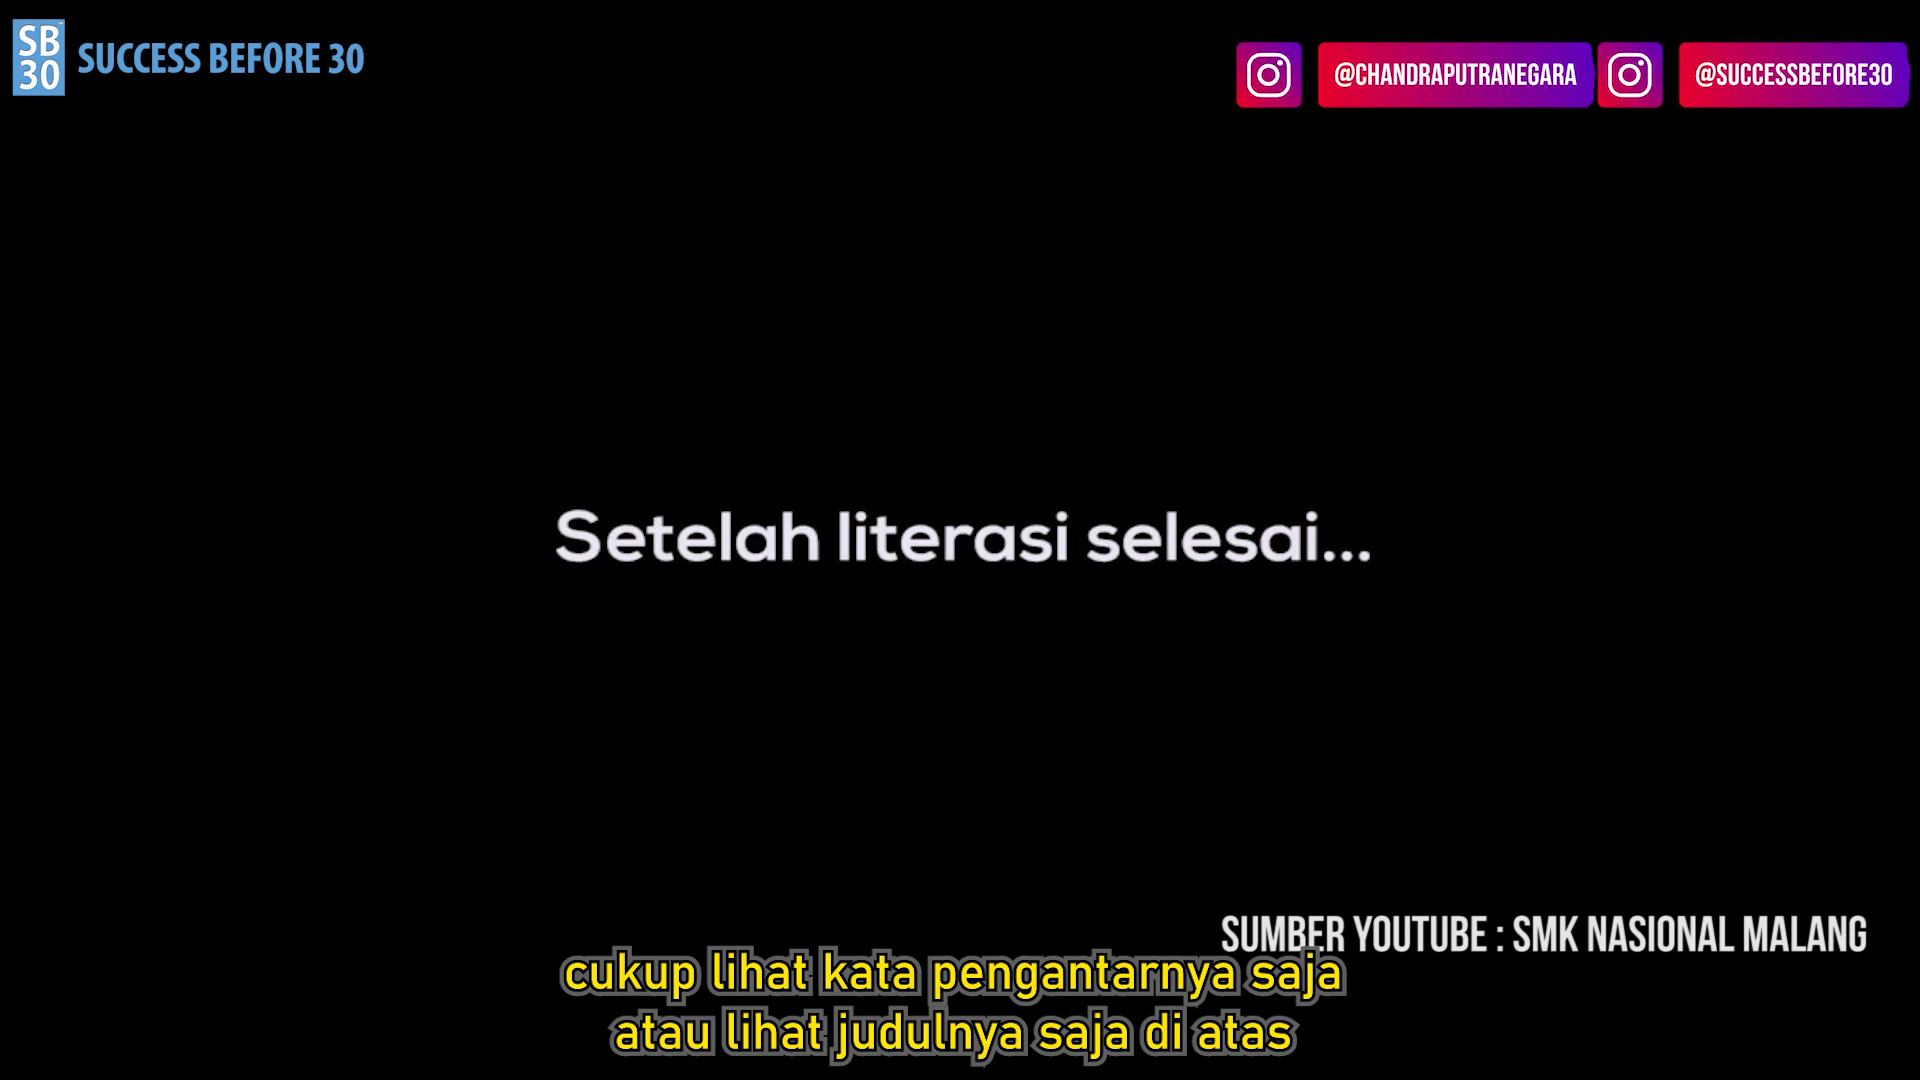 SB
30
SUCCESS BEFORE 30
@CHANDRAPUTRANEGARA
@SUCCESSBEFORE30
Setelah literasi selesai...
SUMBER YOUTUBE : SMK NASIONAL MALANG
cukup lihat kata pengantarnya saja
atau lihat judulnya saja di atas